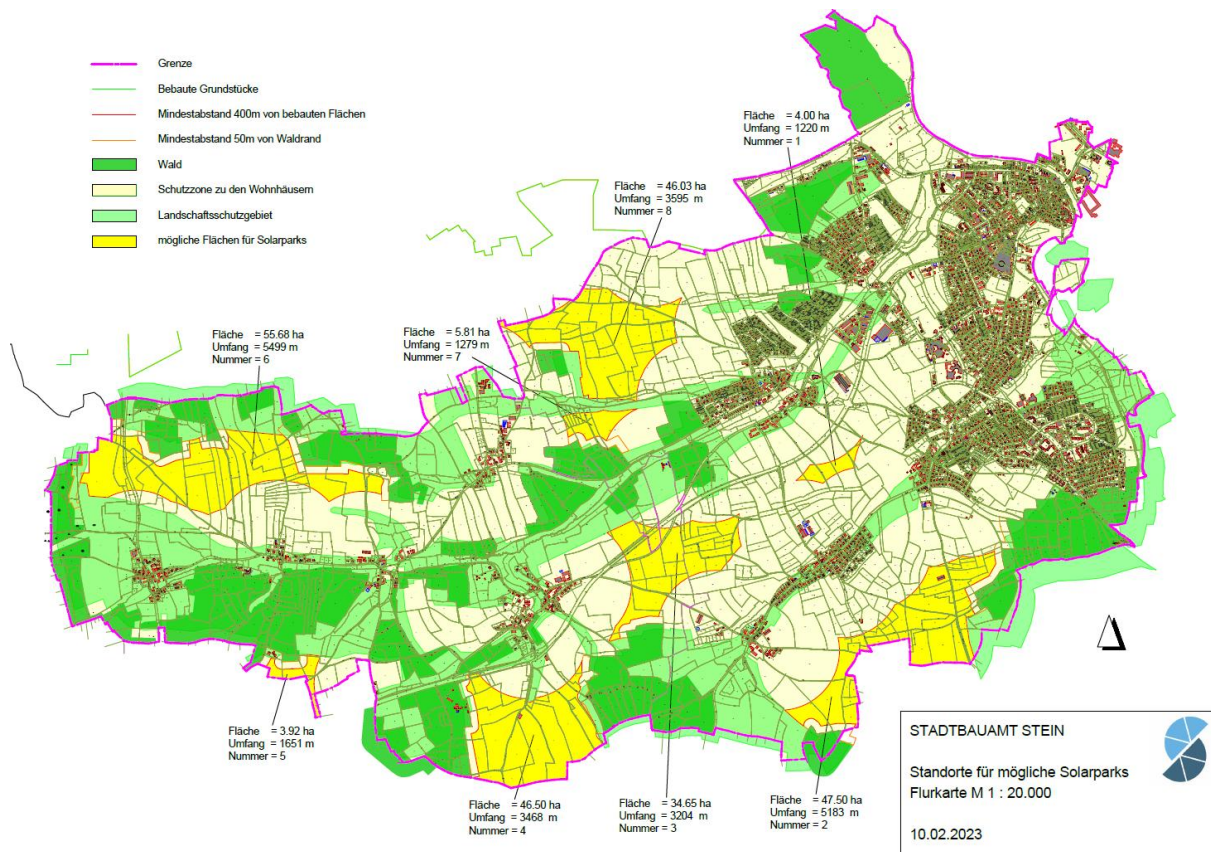 Grenze
Bebaute Grundstücke
Mindestabstand 400m von bebauten Flächen
Mindestabstand 50m von Waldrand
Wald
Schutzzone zu den Wohnhäusern
Landschaftsschutzgebiet
mögliche Flächen für Solarparks
Fläche = 4.00 ha
Umfang = 1220 m
Nummer = 1
Fläche = 46.03 ha
Umfang = 3595 m
Nummer = 8
Fläche = 5.81 ha
Umfang = 1279 m
Nummer = 7
Fläche = 55.68 ha
Umfang = 5499 m
Nummer = 6
Fläche = 3.92 ha
Umfang = 1651 m
Nummer = 5
Fläche = 46.50 ha
Umfang = 3468 m
Nummer = 4
Fläche = 34.65 ha
Umfang = 3204 m
Nummer = 3
Fläche = 47.50 ha
Umfang = 5183 m
Nummer = 2
STADTBAUAMT STEIN
Standorte für mögliche Solarparks
Flurkarte M 1 : 20.000
10.02.2023